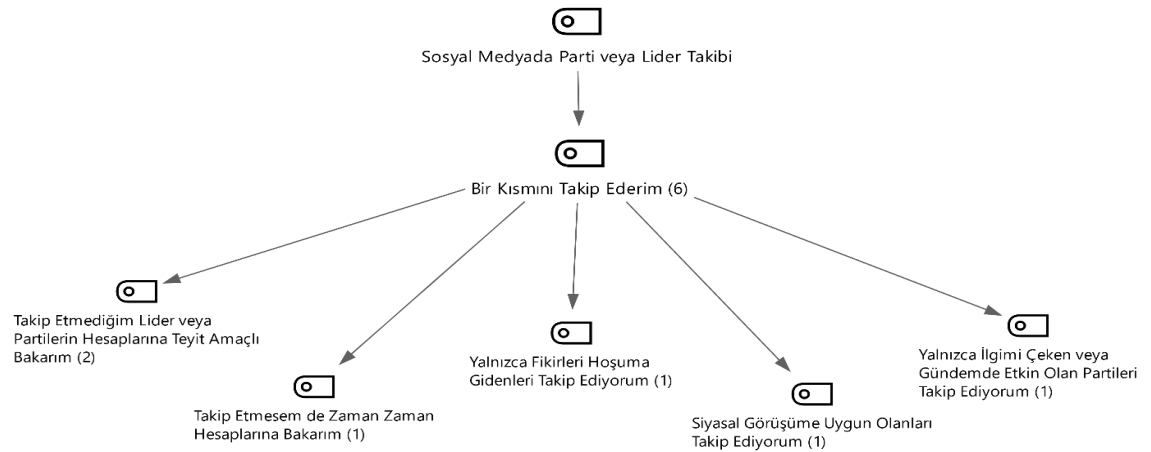 Sosyal Medyada Parti veya Lider Takibi
Bir Kısmını Takip Ederim (6)
Takip Etmediğim Lider veya
Partilerin Hesaplarına Teyit Amaçlı
Bakarım (2)
Takip Etmesem de Zaman Zaman
Hesaplarına Bakarım (1)
Yalnızca Fikirleri Hoşuma
Gidenleri Takip Ediyorum (1)
Siyasal Görüşüme Uygun Olanları
Takip Ediyorum (1)
Yalnızca İlgimi Çeken veya
Gündemde Etkin Olan Partileri
Takip Ediyorum (1)